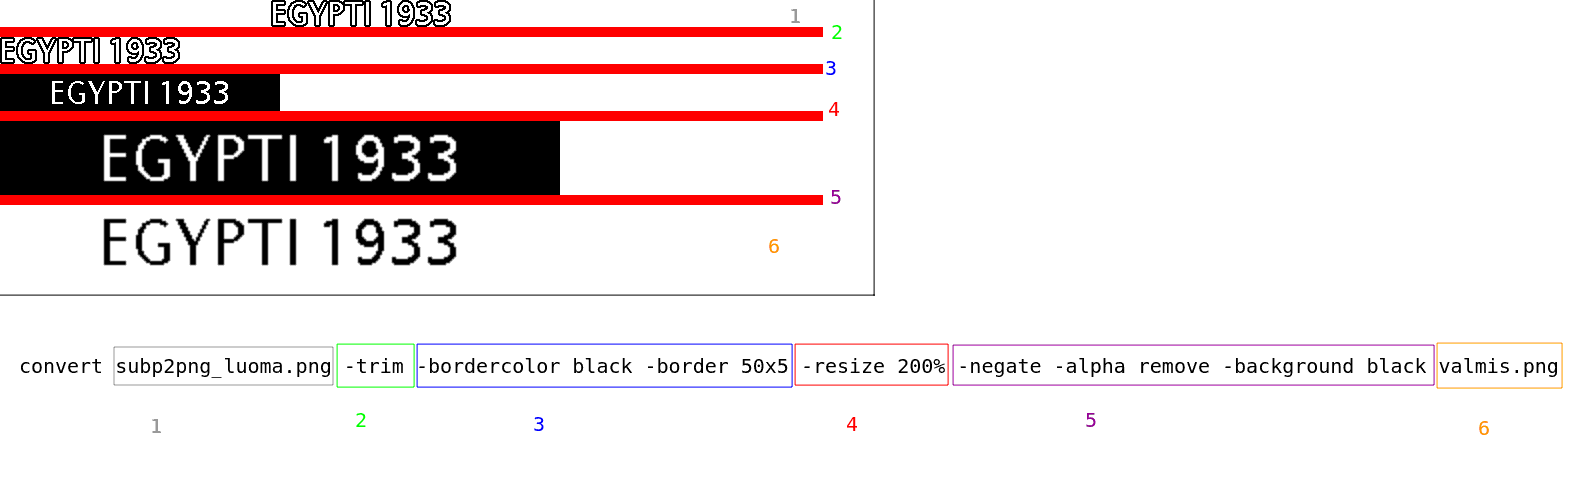 EGYPTI 1933 1
2
EGYPTI 1933
3
EGYPTI 1933
4
EGYPTI 1933
5
EGYPTI 1933 6
convert subp2png_luoma.png -trim -bordercolor black -border 50x5 -resize 200% -negate -alpha remove -background black valmis.png
1 2 3 4 5 6